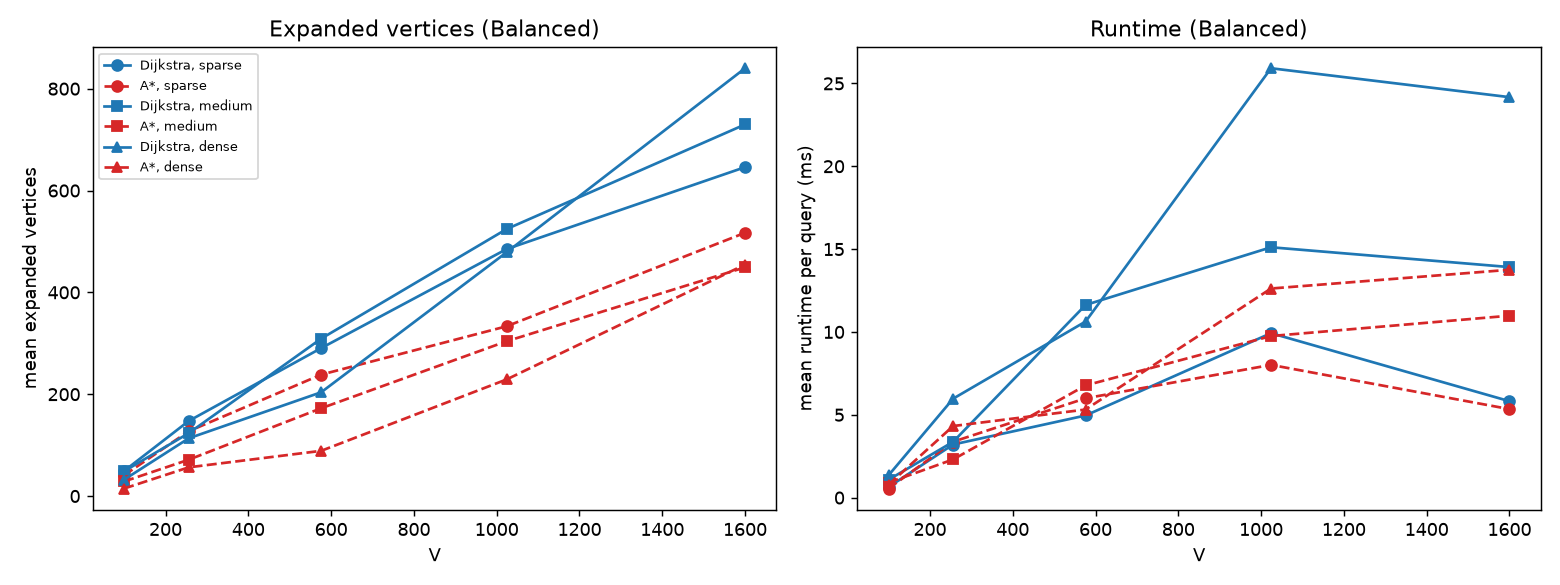 Expanded vertices (Balanced)
mean expanded vertices
800
600
400
200
0
Dijkstra, sparse
A*, sparse
Dijkstra, medium
A*, medium
Dijkstra, dense
A*, dense
200 400 600 800 1000 1200 1400 1600
V
Runtime (Balanced)
mean runtime per query (ms)
25
20
15
10
5
0
200 400 600 800 1000 1200 1400 1600
V